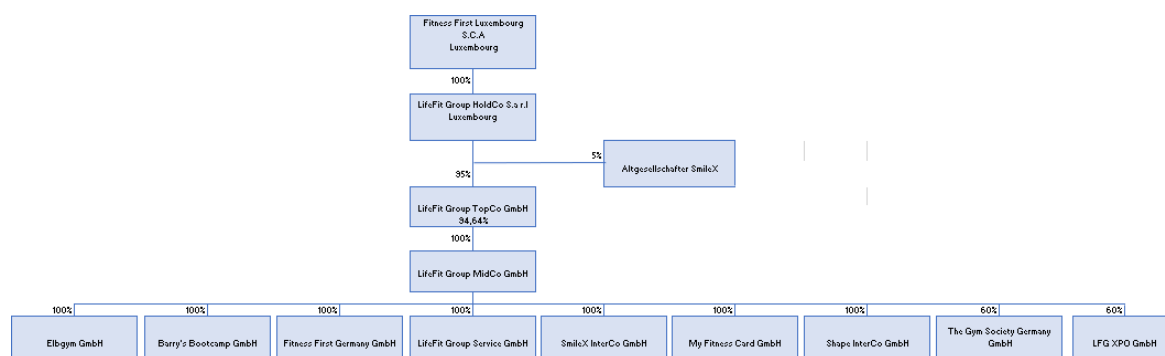 Fitness First Luxembourg
S.C.A
Luxembourg
100%
LifeFit Group HoldCo S.a r.l
Luxembourg
5%
Altgesellschafter SmileX
95%
LifeFit Group TopCo GmbH
94,64%
100%
LifeFit Group MidCo GmbH
100% 100% 100% 100% 100% 100% 100% 60% 60%
Elbgym GmbH
Barry's Bootcamp GmbH
Fitness First Germany GmbH
LifeFit Group Service GmbH
SmileX InterCo GmbH
My Fitness Card GmbH
Shape InterCo GmbH
The Gym Society Germany
GmbH
LFG XPO GmbH